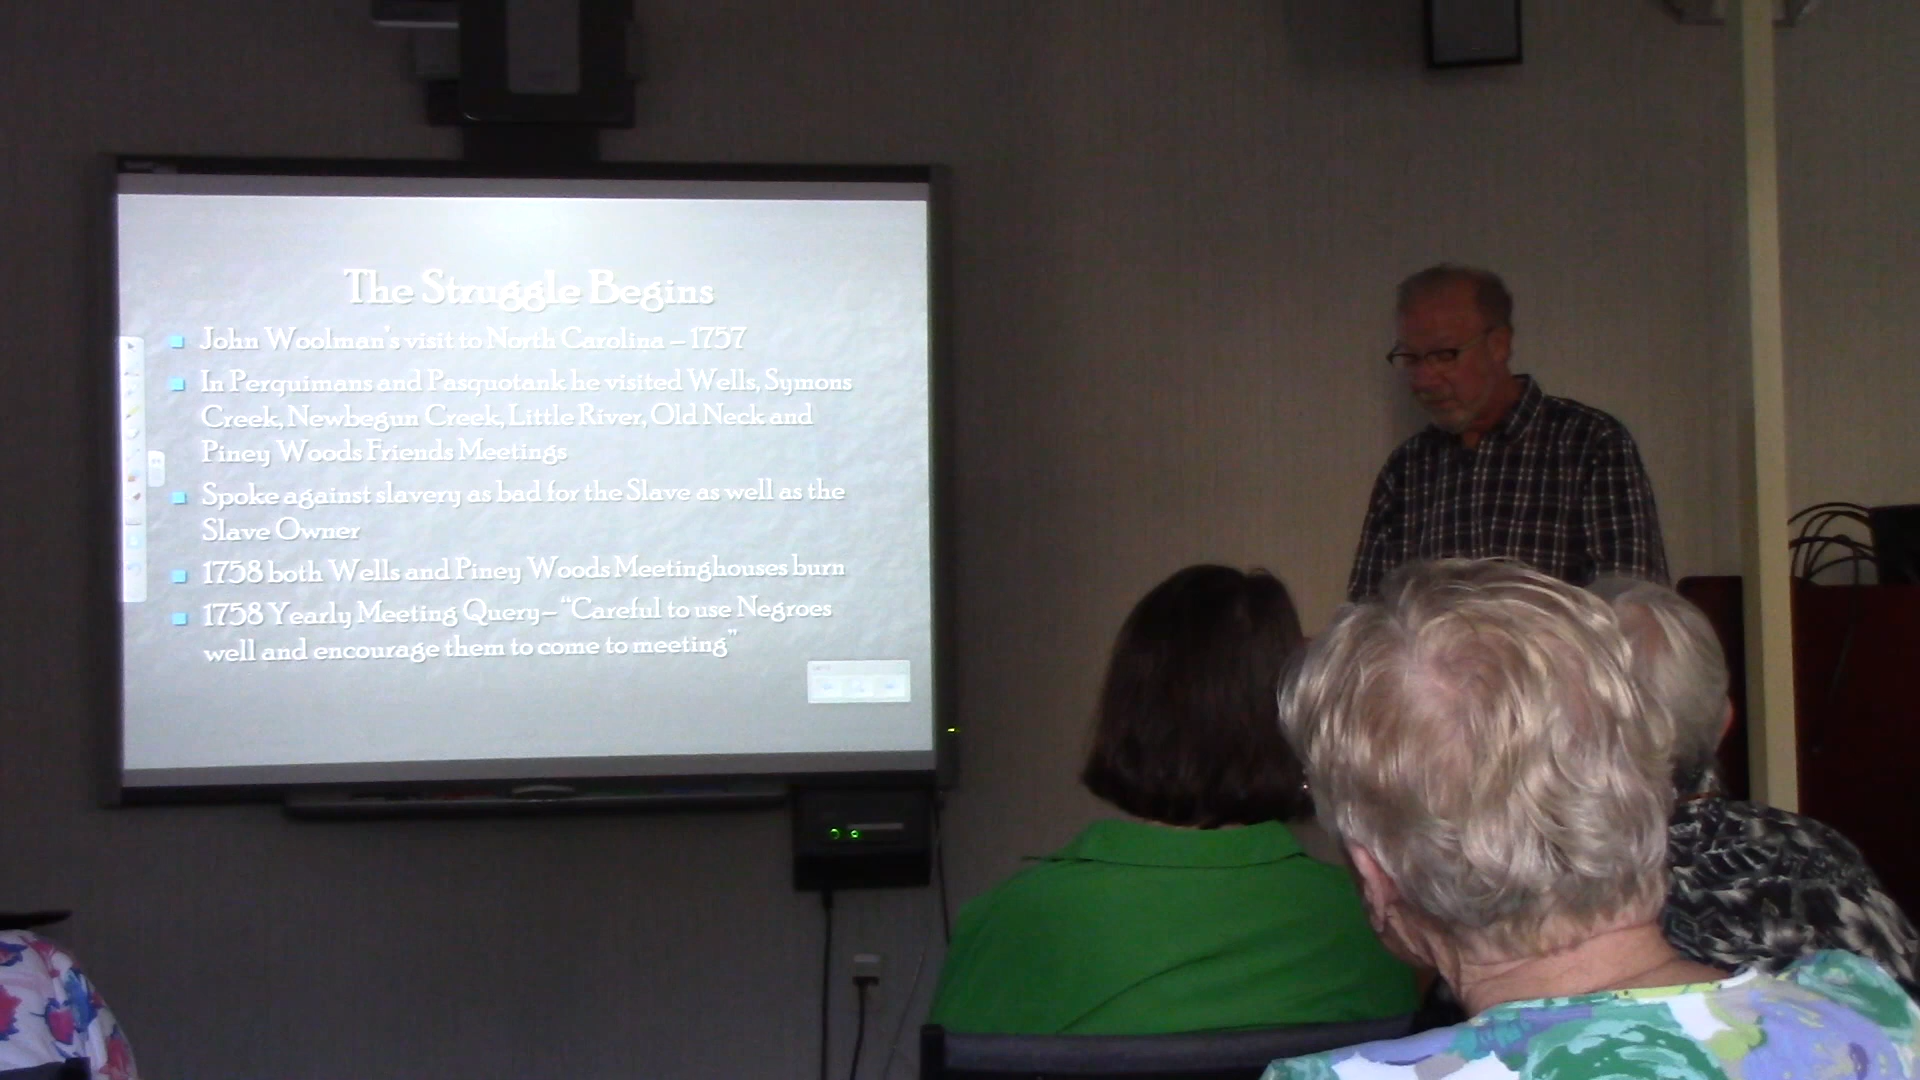 The Struggle Begins
John Woolman's visit to North Carolina – 1757
In Perquimans and Pasquotank he visited Wells, Symons
Creek, Newbegun Creek, Little River, Old Neck and
Piney Woods Friends Meetings
Spoke against slavery as bad for the Slave as well as the
Slave Owner
1758 both Wells and Piney Woods Meetinghouses burn
1758 Yearly Meeting Query– "Careful to use Negroes
well and encourage them to come to meeting"